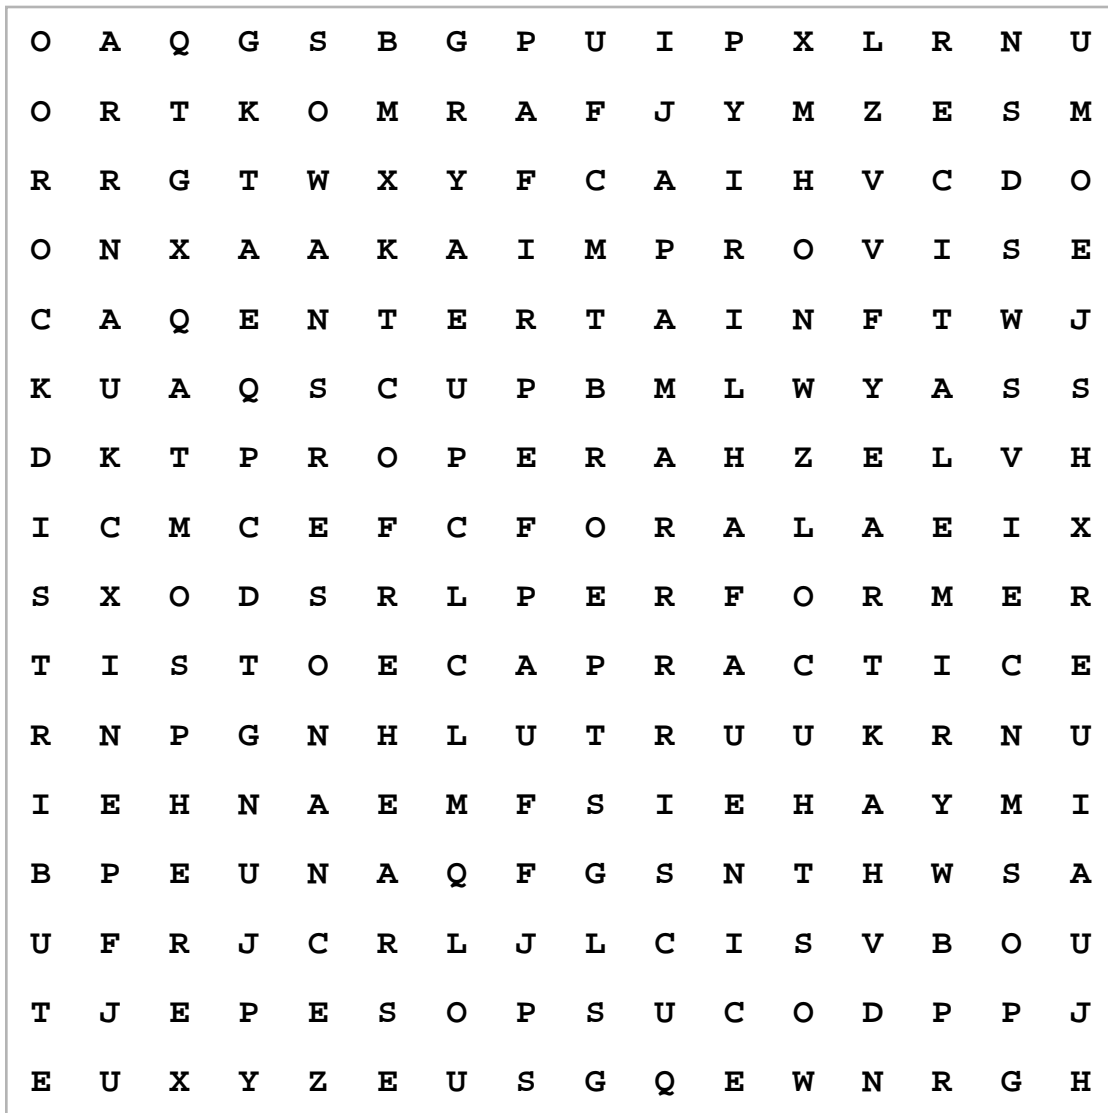 O A Q G S B G P U I P X L R N U
O R T K O M R A F J Y M Z E S M
R R G T W X Y F C A I H V C D O
O N X A A K A I M P R O V I S E
C A Q E N T E R T A I N F T W J
K U A Q S C U P B M L W Y A S S
D K T P R O P E R A H Z E L V H
I C M C E F C F O R A L A E I X
S X O D S R L P E R F O R M E R
T I S T O E C A P R A C T I C E
R N P G N H L U T R U U K R N U
I E H N A E M F S I E H A Y M I
B P E U N A Q F G S N T H W S A
U F R J C R L J L C I S V B O U
T J E P E S O P S U C O D P P J
E U X Y Z E U S G Q E W N R G H